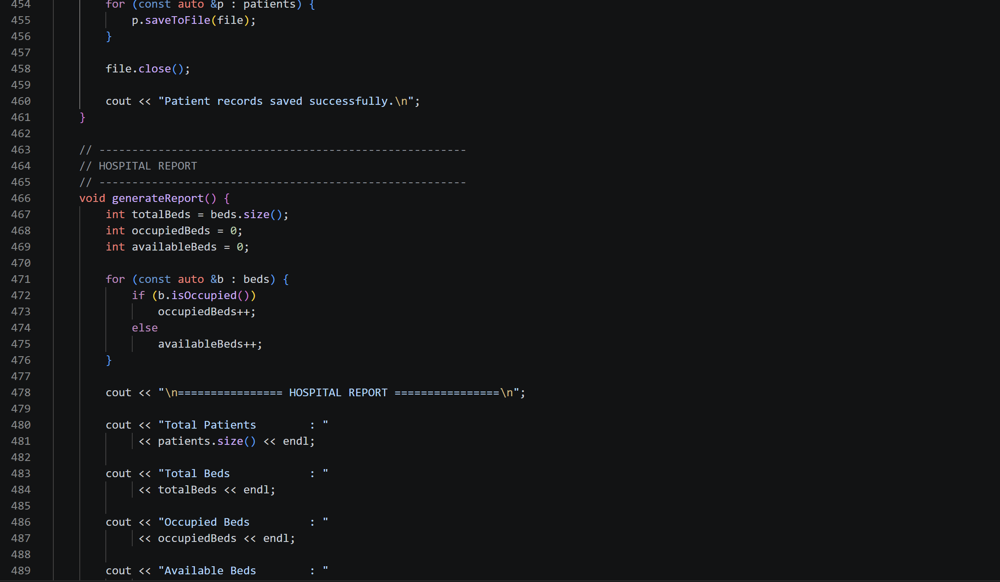 454 for (const auto &p : patients) {
455 p.saveToFile(file);
456 }
457
458 file.close();
459
460 cout << "Patient records saved successfully.\n";
461 }
462
463 // --------------------------------------------------------
464 // HOSPITAL REPORT
465 // --------------------------------------------------------
466 void generateReport() {
467 int totalBeds = beds.size();
468 int occupiedBeds = 0;
469 int availableBeds = 0;
470
471 for (const auto &b : beds) {
472 if (b.isOccupied())
473 occupiedBeds++;
474 else
475 availableBeds++;
476 }
477
478 cout << "\n================ HOSPITAL REPORT ================\n";
479
480 cout << "Total Patients        : "
481 << patients.size() << endl;
482
483 cout << "Total Beds            : "
484 << totalBeds << endl;
485
486 cout << "Occupied Beds         : "
487 << occupiedBeds << endl;
488
489 cout << "Available Beds        : "